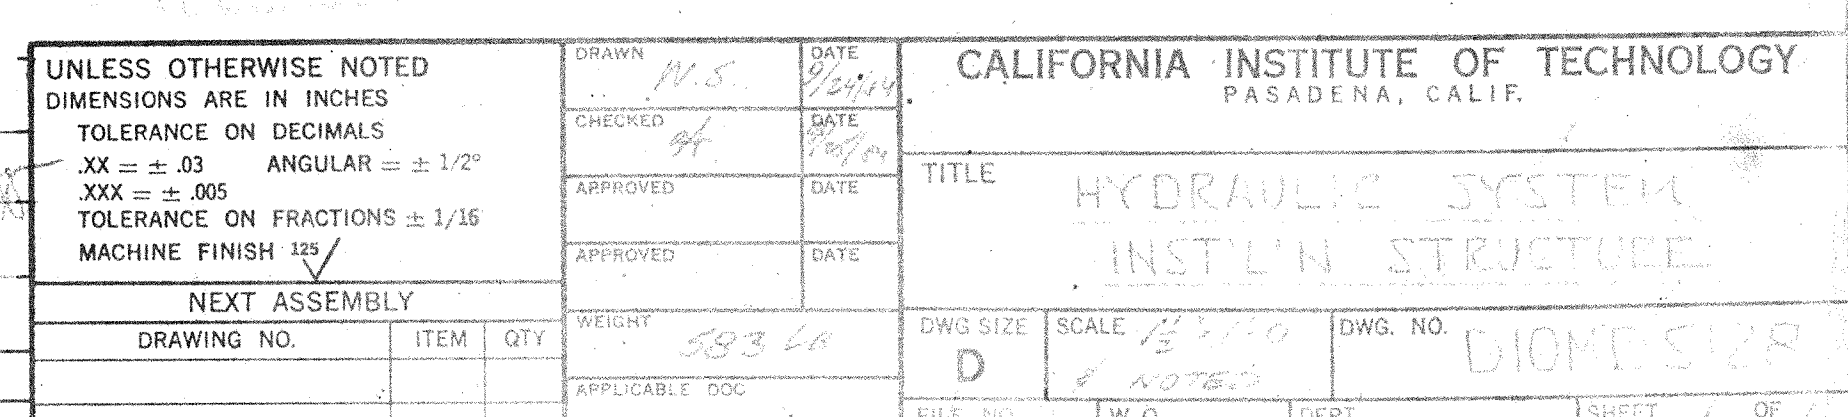 UNLESS OTHERWISE NOTED
DIMENSIONS ARE IN INCHES
TOLERANCE ON DECIMALS
.XX = ± .03 ANGULAR = ± 1/2°
.XXX = ± .005
TOLERANCE ON FRACTIONS ± 1/16
MACHINE FINISH 125
NEXT ASSEMBLY
DRAWING NO. ITEM QTY
DRAWN N.S. DATE 9/24/84
CHECKED DATE
APPROVED DATE
APPROVED DATE
WEIGHT 583 LB
APPLICABLE DOC
CALIFORNIA INSTITUTE OF TECHNOLOGY
PASADENA, CALIF.
TITLE HYDRAULIC SYSTEM
INST'L'N STRUCTURE
DWG SIZE D
SCALE
& NOTED
DWG. NO.
FILE NO. W.O. DEPT. SHEET OF